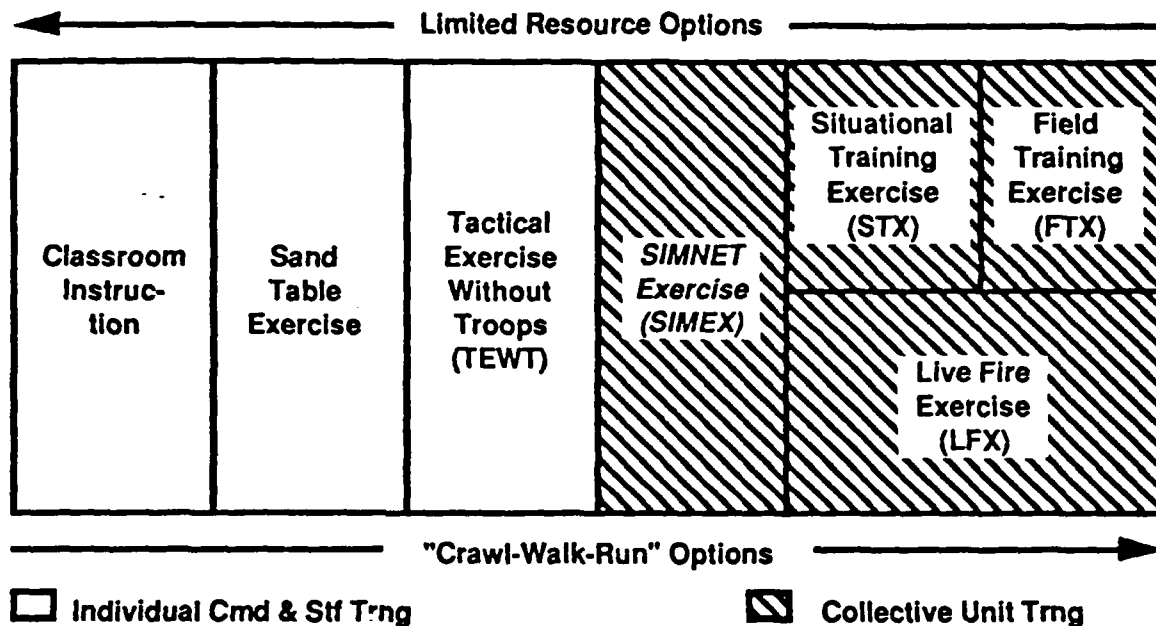 Limited Resource Options
Classroom
Instruc-
tion
Sand
Table
Exercise
Tactical
Exercise
Without
Troops
(TEWT)
SIMNET
Exercise
(SIMEX)
Situational
Training
Exercise
(STX)
Field
Training
Exercise
(FTX)
Live Fire
Exercise
(LFX)
"Crawl-Walk-Run" Options
Individual Cmd & Stf Trng
Collective Unit Trng